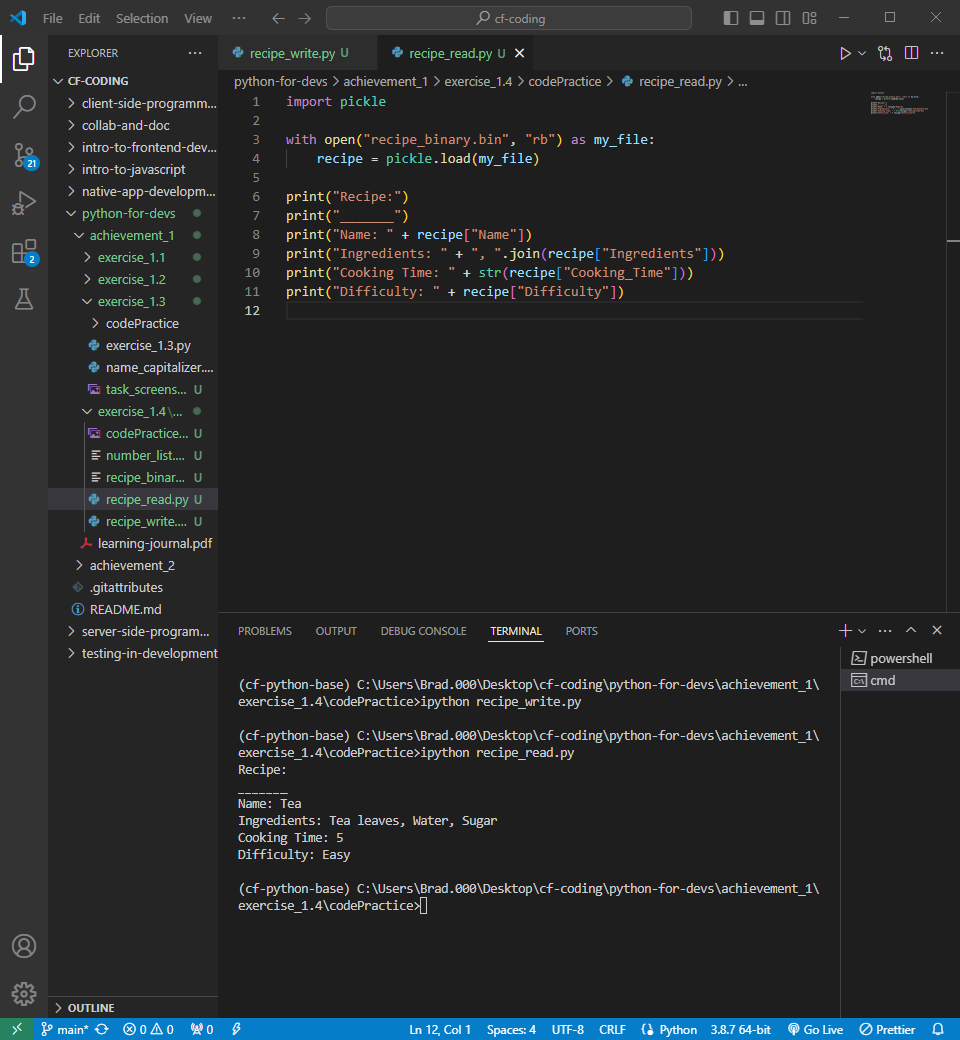 File Edit Selection View ··· cf-coding
EXPLORER ···
CF-CODING
client-side-programm...
collab-and-doc
intro-to-frontend-dev...
intro-to-javascript
native-app-developm...
python-for-devs
achievement_1
exercise_1.1
exercise_1.2
exercise_1.3
codePractice
exercise_1.3.py
name_capitalizer....
task_screens... U
exercise_1.4\...
codePractice... U
number_list.... U
recipe_binar... U
recipe_read.py U
recipe_write.... U
learning-journal.pdf
achievement_2
.gitattributes
README.md
server-side-program...
testing-in-development
OUTLINE
21
2
recipe_write.py U recipe_read.py U
python-for-devs > achievement_1 > exercise_1.4 > codePractice > recipe_read.py > ...
1 import pickle
2
3 with open("recipe_binary.bin", "rb") as my_file:
4 recipe = pickle.load(my_file)
5
6 print("Recipe:")
7 print("_______")
8 print("Name: " + recipe["Name"])
9 print("Ingredients: " + ", ".join(recipe["Ingredients"]))
10 print("Cooking Time: " + str(recipe["Cooking_Time"]))
11 print("Difficulty: " + recipe["Difficulty"])
12
PROBLEMS OUTPUT DEBUG CONSOLE TERMINAL PORTS
powershell
cmd
(cf-python-base) C:\Users\Brad.000\Desktop\cf-coding\python-for-devs\achievement_1\
exercise_1.4\codePractice>ipython recipe_write.py
(cf-python-base) C:\Users\Brad.000\Desktop\cf-coding\python-for-devs\achievement_1\
exercise_1.4\codePractice>ipython recipe_read.py
Recipe:
_______
Name: Tea
Ingredients: Tea leaves, Water, Sugar
Cooking Time: 5
Difficulty: Easy
(cf-python-base) C:\Users\Brad.000\Desktop\cf-coding\python-for-devs\achievement_1\
exercise_1.4\codePractice>
main* 0 0 0 Ln 12, Col 1 Spaces: 4 UTF-8 CRLF Python 3.8.7 64-bit Go Live Prettier